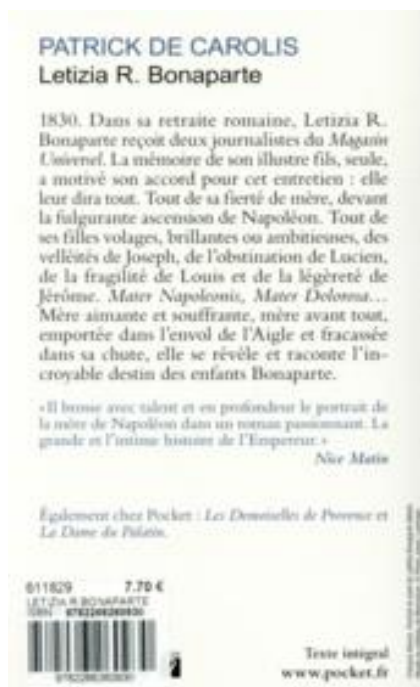 PATRICK DE CAROLIS
Letizia R. Bonaparte
1830. Dans sa retraite romaine, Letizia R.
Bonaparte reçoit deux journalistes du Magasin
Universel. La mémoire de son illustre fils, seule,
a motivé son accord pour cet entretien : elle
leur dira tout. Tout de sa fierté de mère, devant
la fulgurante ascension de Napoléon. Tout de
ses filles volages, brillantes ou ambitieuses, des
velléités de Joseph, de l'obstination de Lucien,
de la fragilité de Louis et de la légèreté de
Jérôme. Mater Napoleonis, Mater Dolorosa…
Mère aimante et souffrante, mère avant tout,
emportée dans l'envol de l'Aigle et fracassée
dans sa chute, elle se révèle et raconte l'in-
croyable destin des enfants Bonaparte.
« Il brosse avec talent et en profondeur le portrait de
la mère de Napoléon dans un roman passionnant. La
grande et l'intime histoire de l'Empereur. »
Nice Matin
Également chez Pocket : Les Demoiselles de Provence et
La Dame du Palatin.
611829 7.70 €
LETIZIA R BONAPARTE
ISBN
Texte intégral
www.pocket.fr